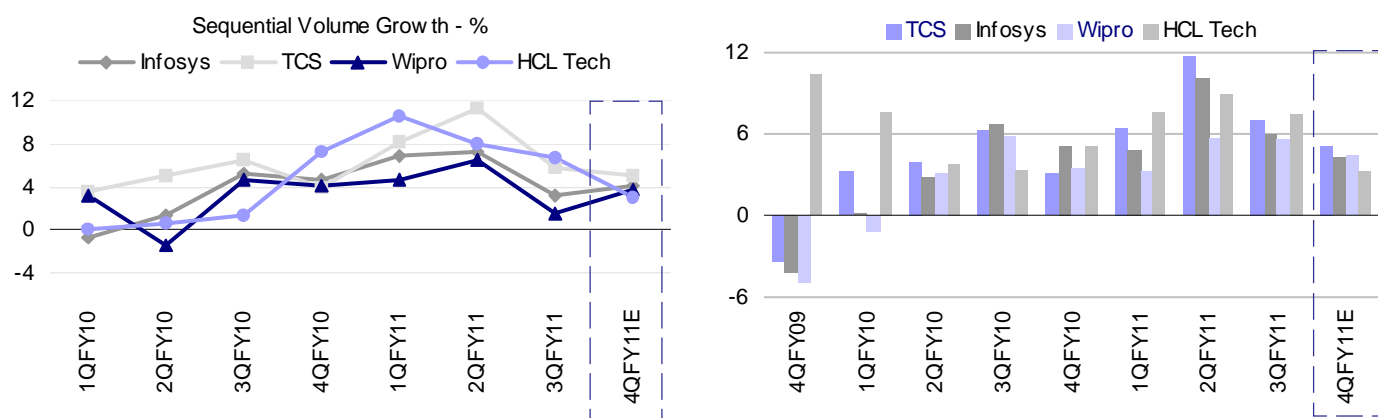 Sequential Volume Growth - %
Infosys TCS Wipro HCL Tech
12
8
4
0
-4
1QFY10
2QFY10
3QFY10
4QFY10
1QFY11
2QFY11
3QFY11
4QFY11E
TCS Infosys Wipro HCL Tech
12
6
0
-6
4QFY09
1QFY10
2QFY10
3QFY10
4QFY10
1QFY11
2QFY11
3QFY11
4QFY11E